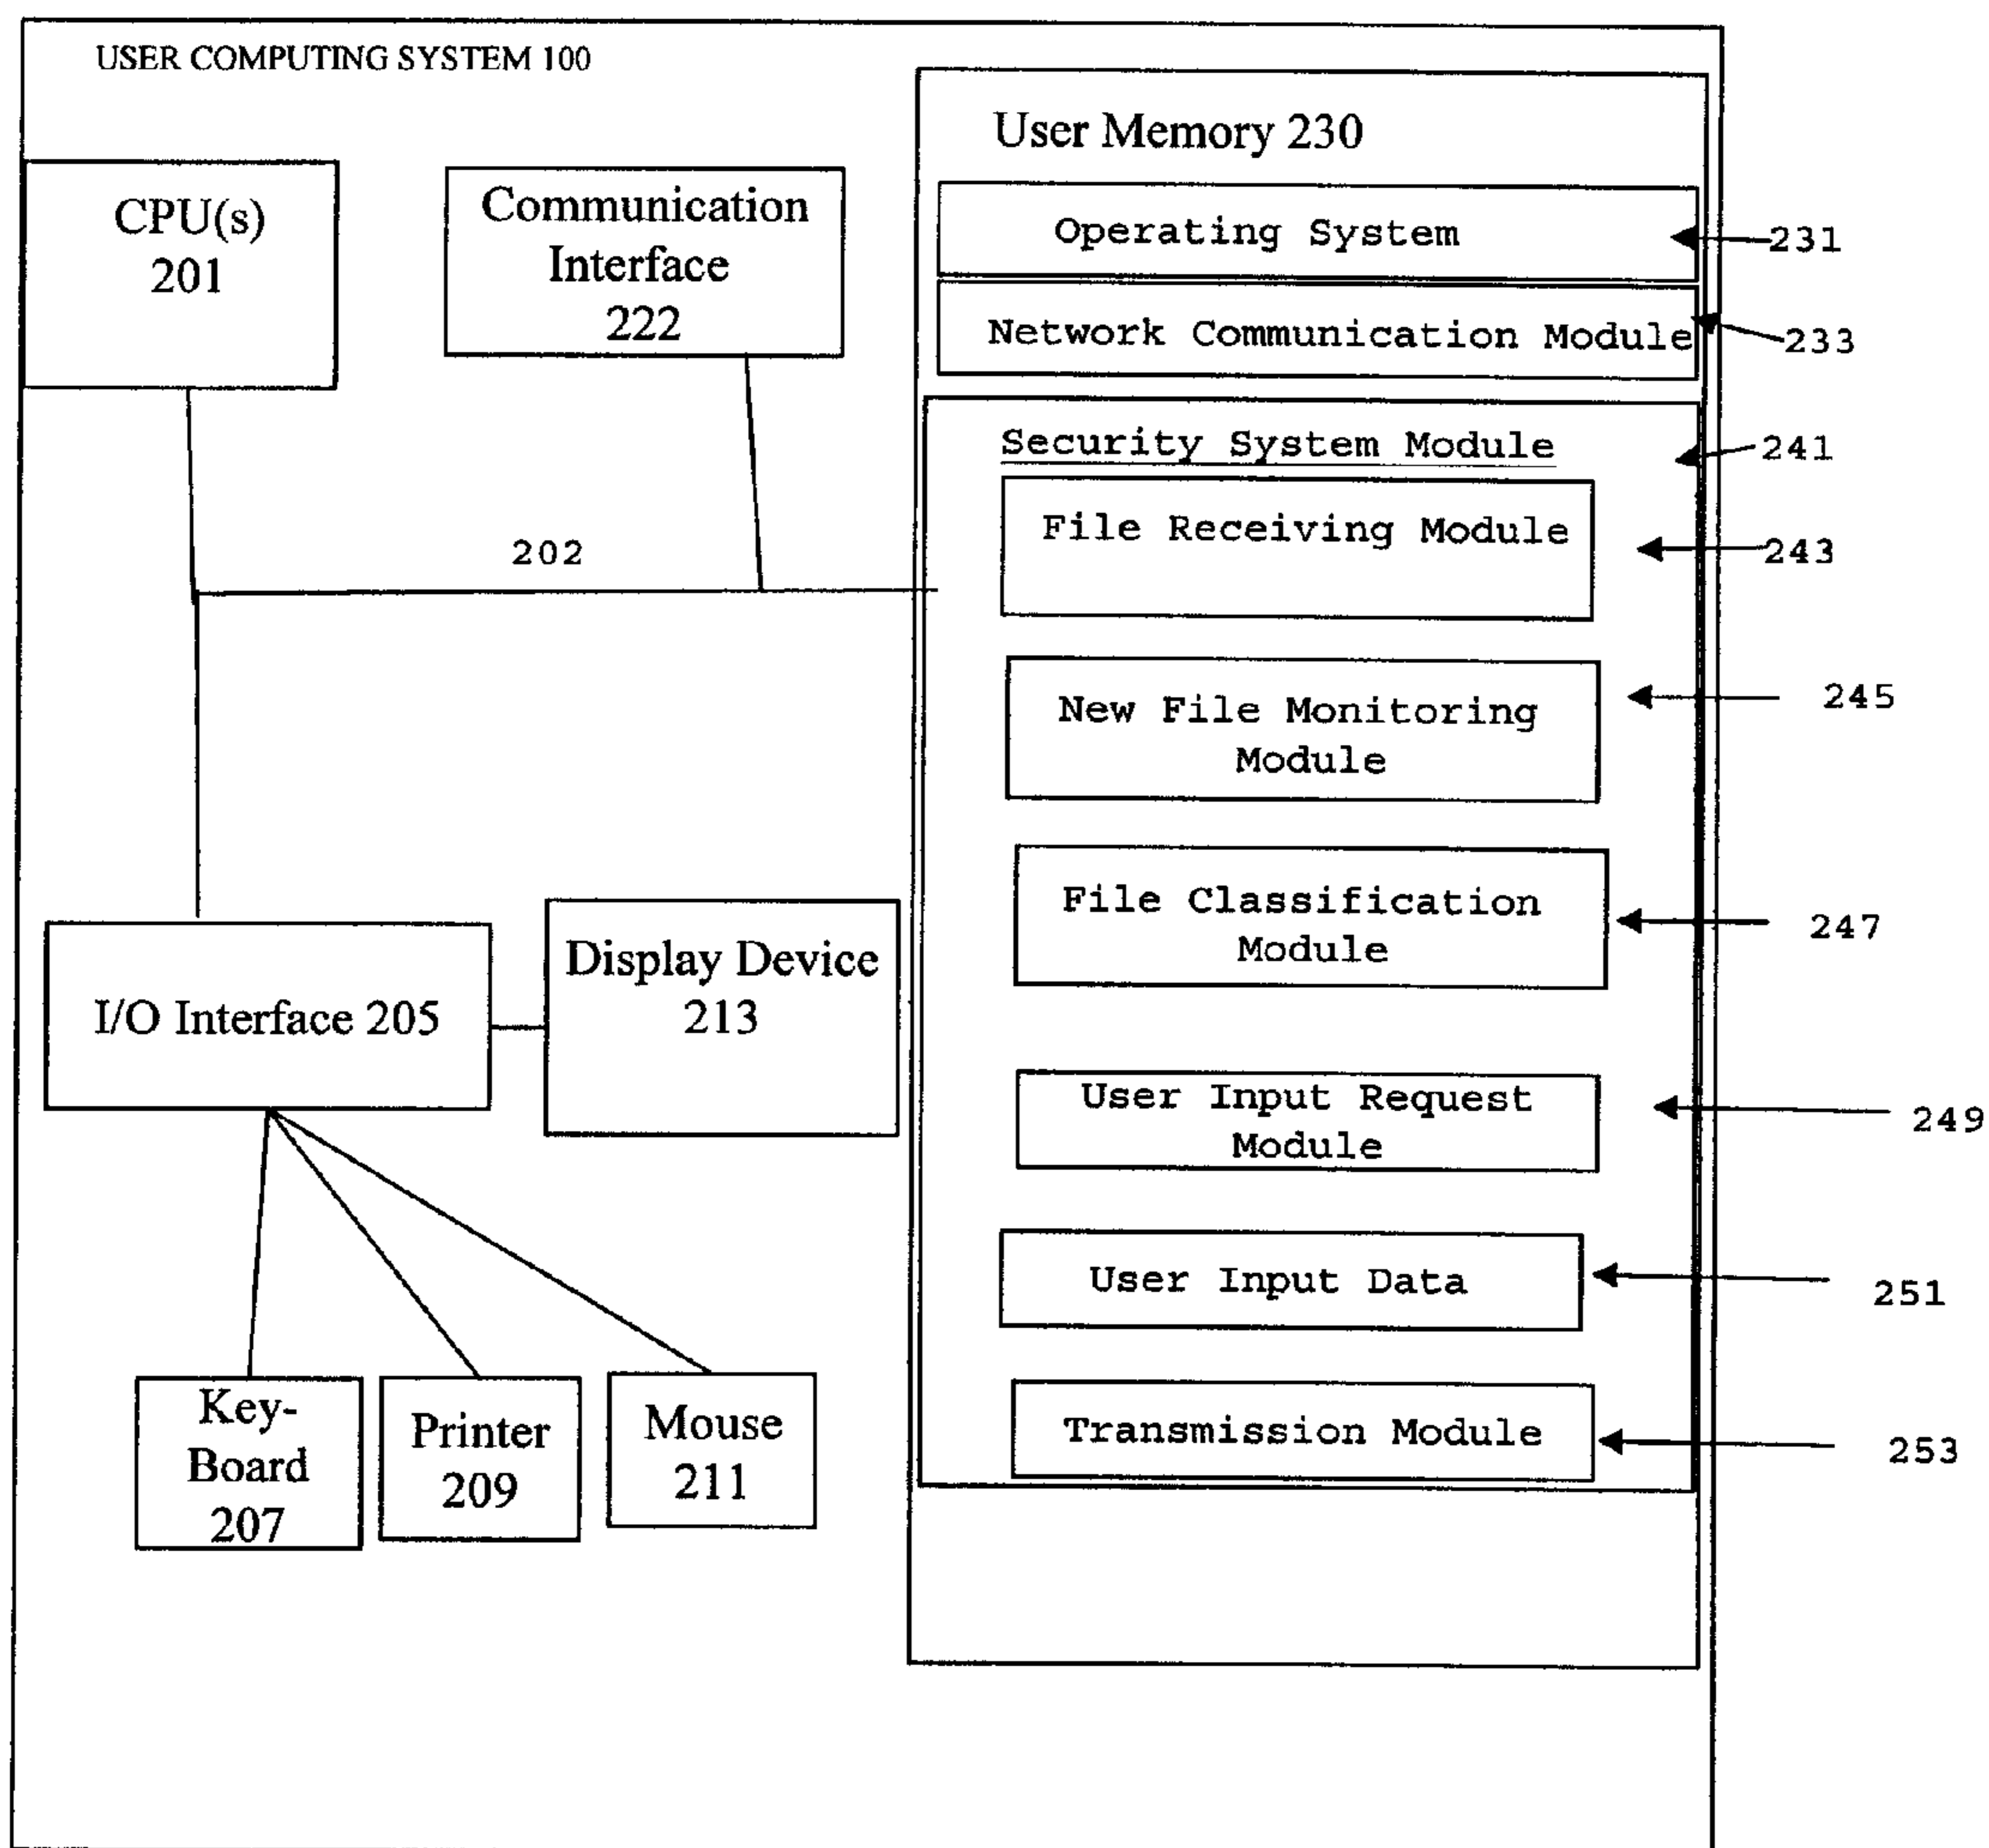 USER COMPUTING SYSTEM 100
CPU(s)
201
Communication
Interface
222
202
I/O Interface 205
Display Device
213
Key-
Board
207
Printer
209
Mouse
211
User Memory 230
Operating System
231
Network Communication Module
233
Security System Module
241
File Receiving Module
243
New File Monitoring
Module
245
File Classification
Module
247
User Input Request
Module
249
User Input Data
251
Transmission Module
253